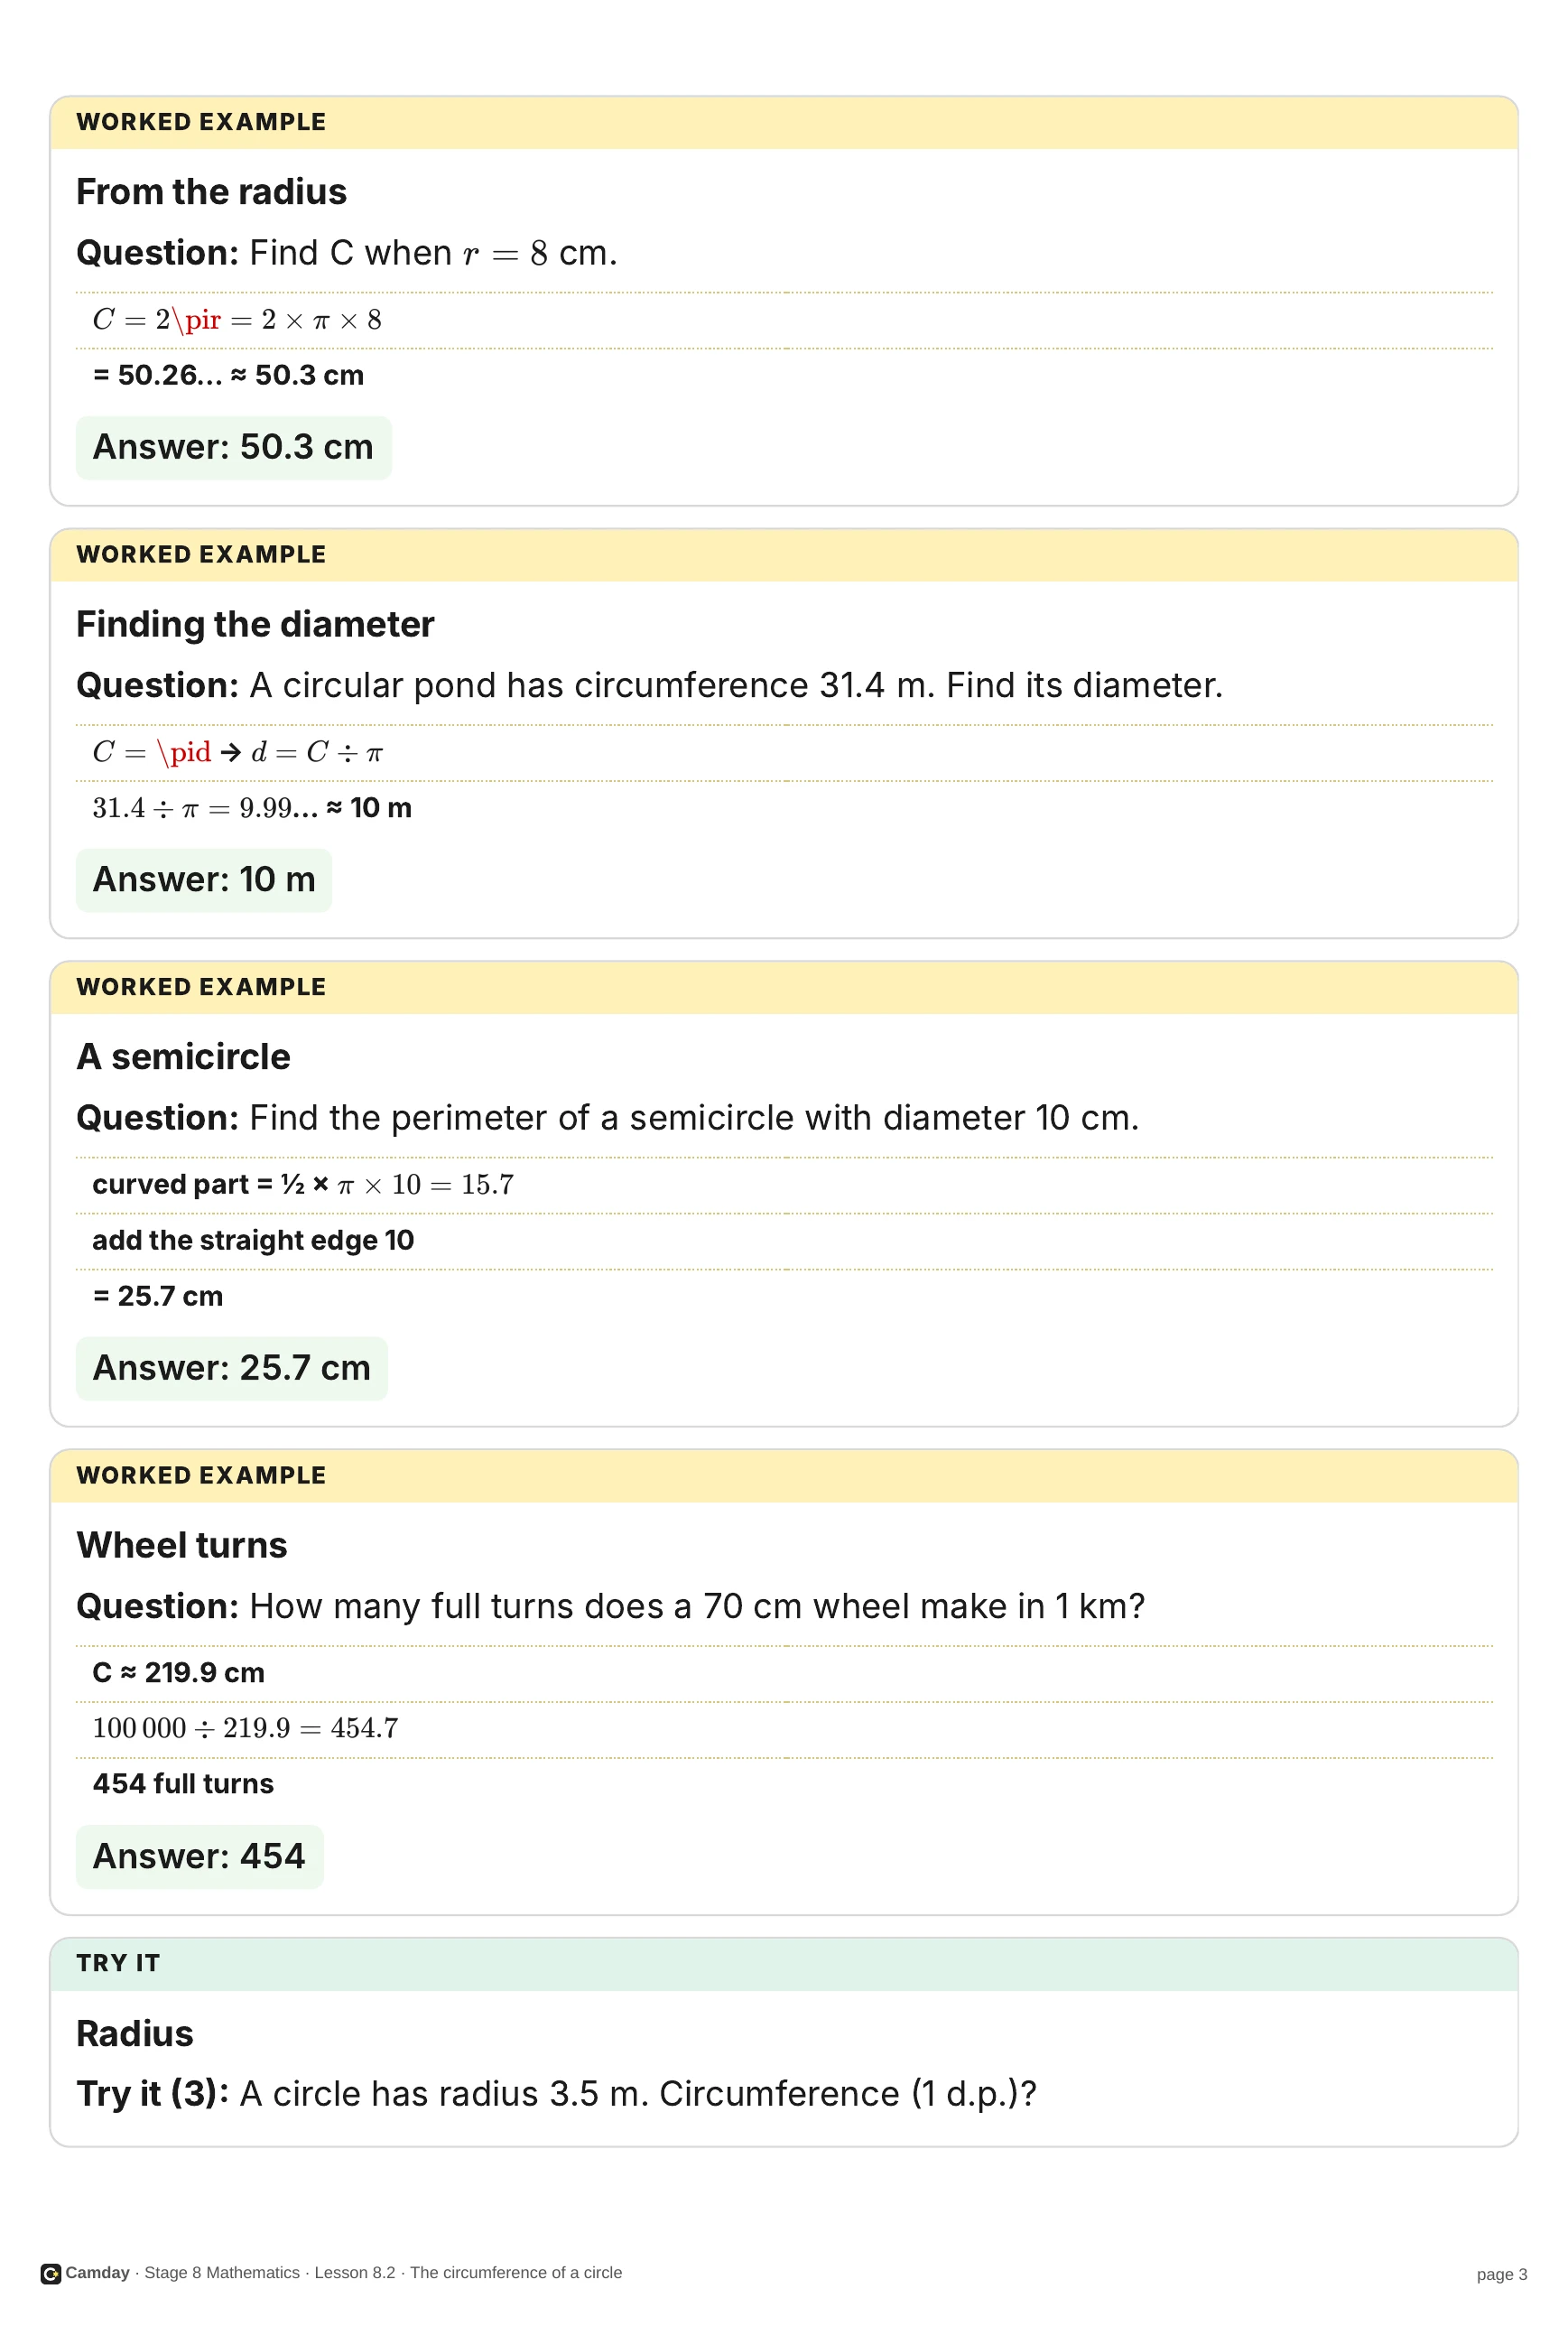 WORKED EXAMPLE
From the radius
Question: Find C when r = 8 cm.
C = 2\pir = 2 × π × 8
= 50.26… ≈ 50.3 cm
Answer: 50.3 cm
WORKED EXAMPLE
Finding the diameter
Question: A circular pond has circumference 31.4 m. Find its diameter.
C = \pid → d = C ÷ π
31.4 ÷ π = 9.99… ≈ 10 m
Answer: 10 m
WORKED EXAMPLE
A semicircle
Question: Find the perimeter of a semicircle with diameter 10 cm.
curved part = ½ × π × 10 = 15.7
add the straight edge 10
= 25.7 cm
Answer: 25.7 cm
WORKED EXAMPLE
Wheel turns
Question: How many full turns does a 70 cm wheel make in 1 km?
C ≈ 219.9 cm
100 000 ÷ 219.9 = 454.7
454 full turns
Answer: 454
TRY IT
Radius
Try it (3): A circle has radius 3.5 m. Circumference (1 d.p.)?
Camday · Stage 8 Mathematics · Lesson 8.2 · The circumference of a circle
page 3